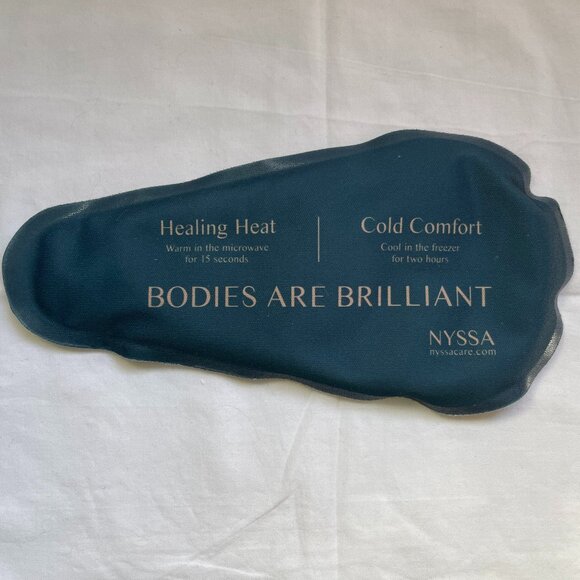 Healing Heat
Warm in the microwave
for 15 seconds
Cold Comfort
Cool in the freezer
for two hours
BODIES ARE BRILLIANT
NYSSA
nyssacare.com